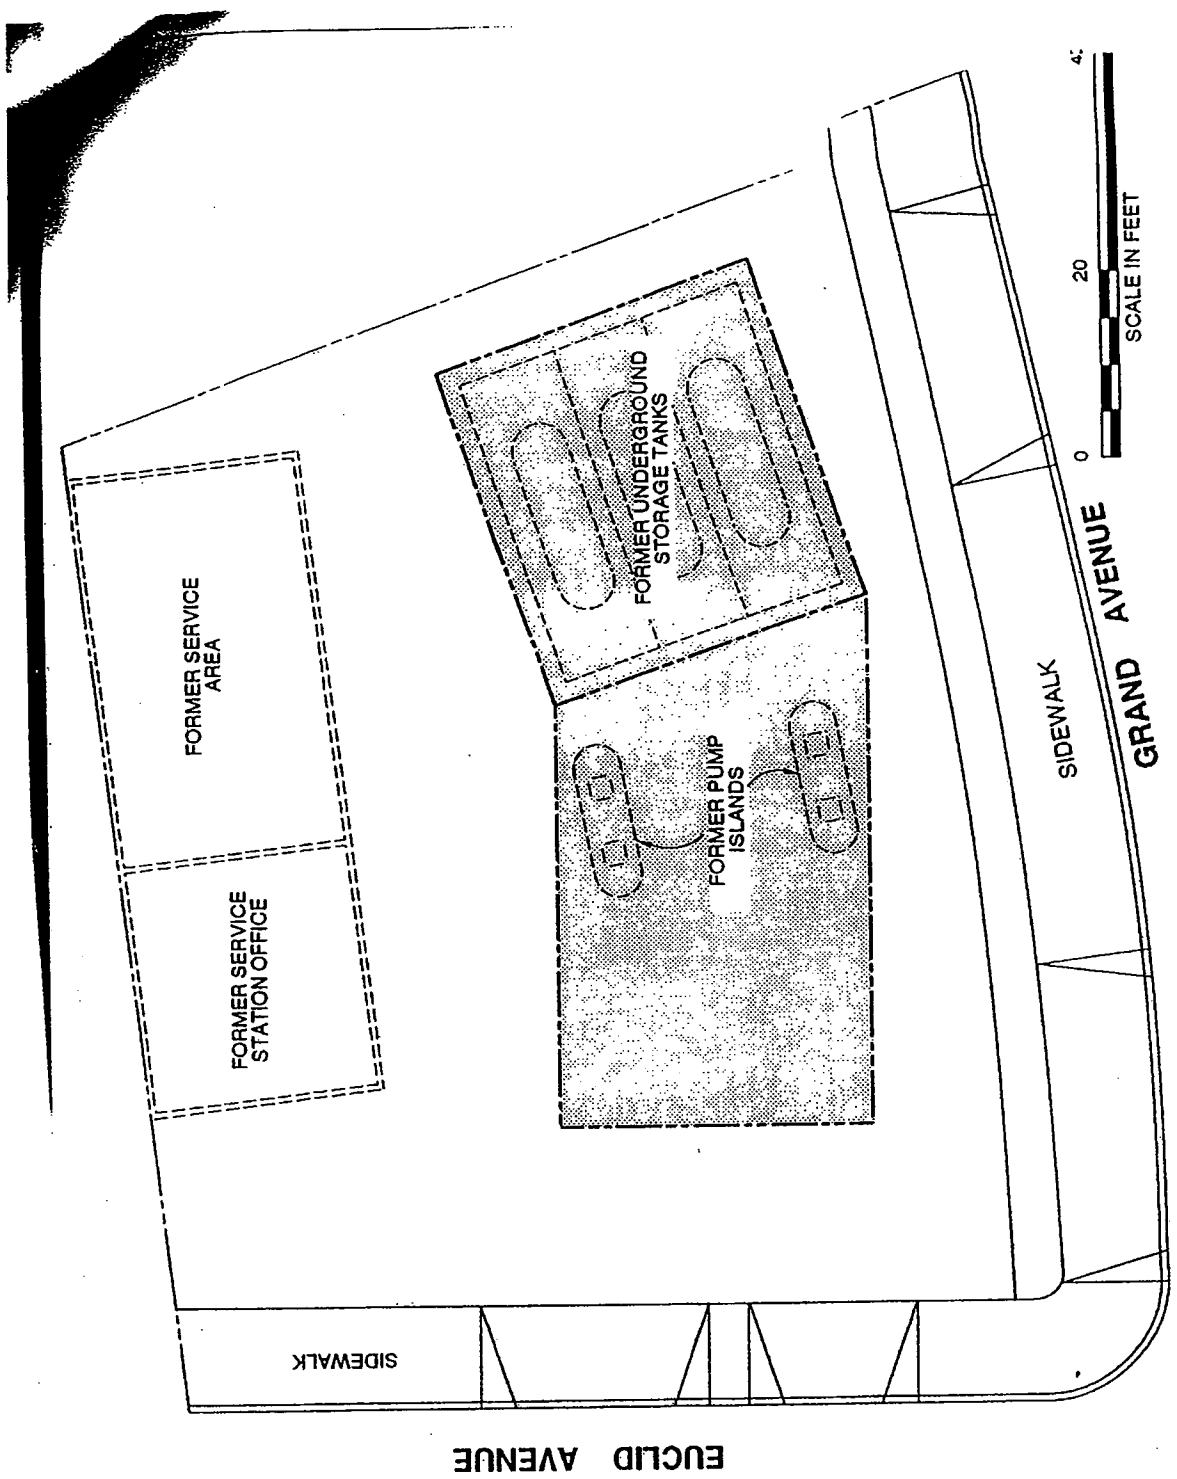 FORMER SERVICE
AREA
FORMER SERVICE
STATION OFFICE
FORMER UNDERGROUND
STORAGE TANKS
FORMER PUMP
ISLANDS
SIDEWALK
GRAND AVENUE
0 20
SCALE IN FEET
SIDEWALK
EUCLID AVENUE